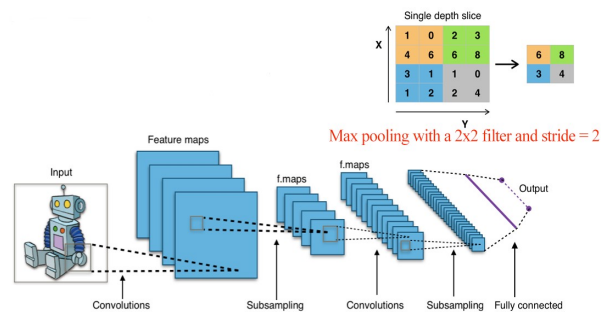 Single depth slice
X
1 0 2 3
4 6 6 8
3 1 1 0
1 2 2 4
6 8
3 4
Y
Max pooling with a 2x2 filter and stride = 2
Feature maps
Input
f.maps
f.maps
Output
Convolutions
Subsampling
Convolutions
Subsampling
Fully connected